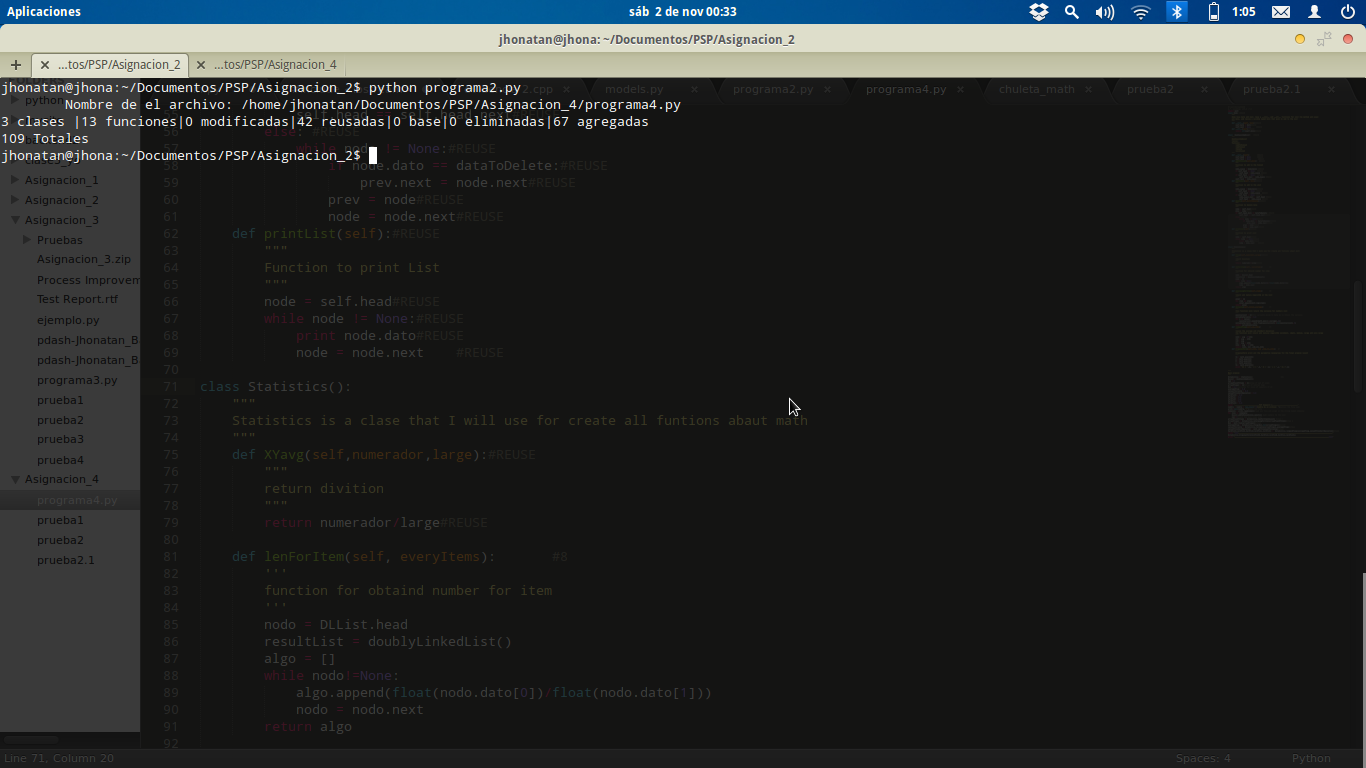 Aplicaciones
sáb 2 de nov 00:33
1:05
jhonatan@jhona: ~/Documentos/PSP/Asignacion_2
+ × ...tos/PSP/Asignacion_2 × ...tos/PSP/Asignacion_4
jhonatan@jhona:~/Documentos/PSP/Asignacion_2$ python programa2.py
Nombre de el archivo: /home/jhonatan/Documentos/PSP/Asignacion_4/programa4.py
3 clases |13 funciones|0 modificadas|42 reusadas|0 base|0 eliminadas|67 agregadas
109 Totales
jhonatan@jhona:~/Documentos/PSP/Asignacion_2$
models.py
programa2.py
programa4.py
chuleta_math
prueba2
prueba2.1
Asignacion_1
Asignacion_2
Asignacion_3
Pruebas
Asignacion_3.zip
Process Improvem
Test Report.rtf
ejemplo.py
pdash-Jhonatan_B
pdash-Jhonatan_B
programa3.py
prueba1
prueba2
prueba3
prueba4
Asignacion_4
programa4.py
prueba1
prueba2
prueba2.1
56 else: #REUSE
57 while node != None:#REUSE
58 if node.dato == dataToDelete:#REUSE
59 prev.next = node.next#REUSE
60 prev = node#REUSE
61 node = node.next#REUSE
62 def printList(self):#REUSE
63 """
64 Function to print List
65 """
66 node = self.head#REUSE
67 while node != None:#REUSE
68 print node.dato#REUSE
69 node = node.next #REUSE
70
71 class Statistics():
72 """
73 Statistics is a clase that I will use for create all funtions abaut math
74 """
75 def XYavg(self,numerador,large):#REUSE
76 """
77 return divition
78 """
79 return numerador/large#REUSE
80
81 def lenForItem(self, everyItems): #8
82 '''
83 function for obtaind number for item
84 '''
85 nodo = DLList.head
86 resultList = doublyLinkedList()
87 algo = []
88 while nodo!=None:
89 algo.append(float(nodo.dato[0])/float(nodo.dato[1]))
90 nodo = nodo.next
91 return algo
92
Line 71, Column 20
Spaces: 4
Python